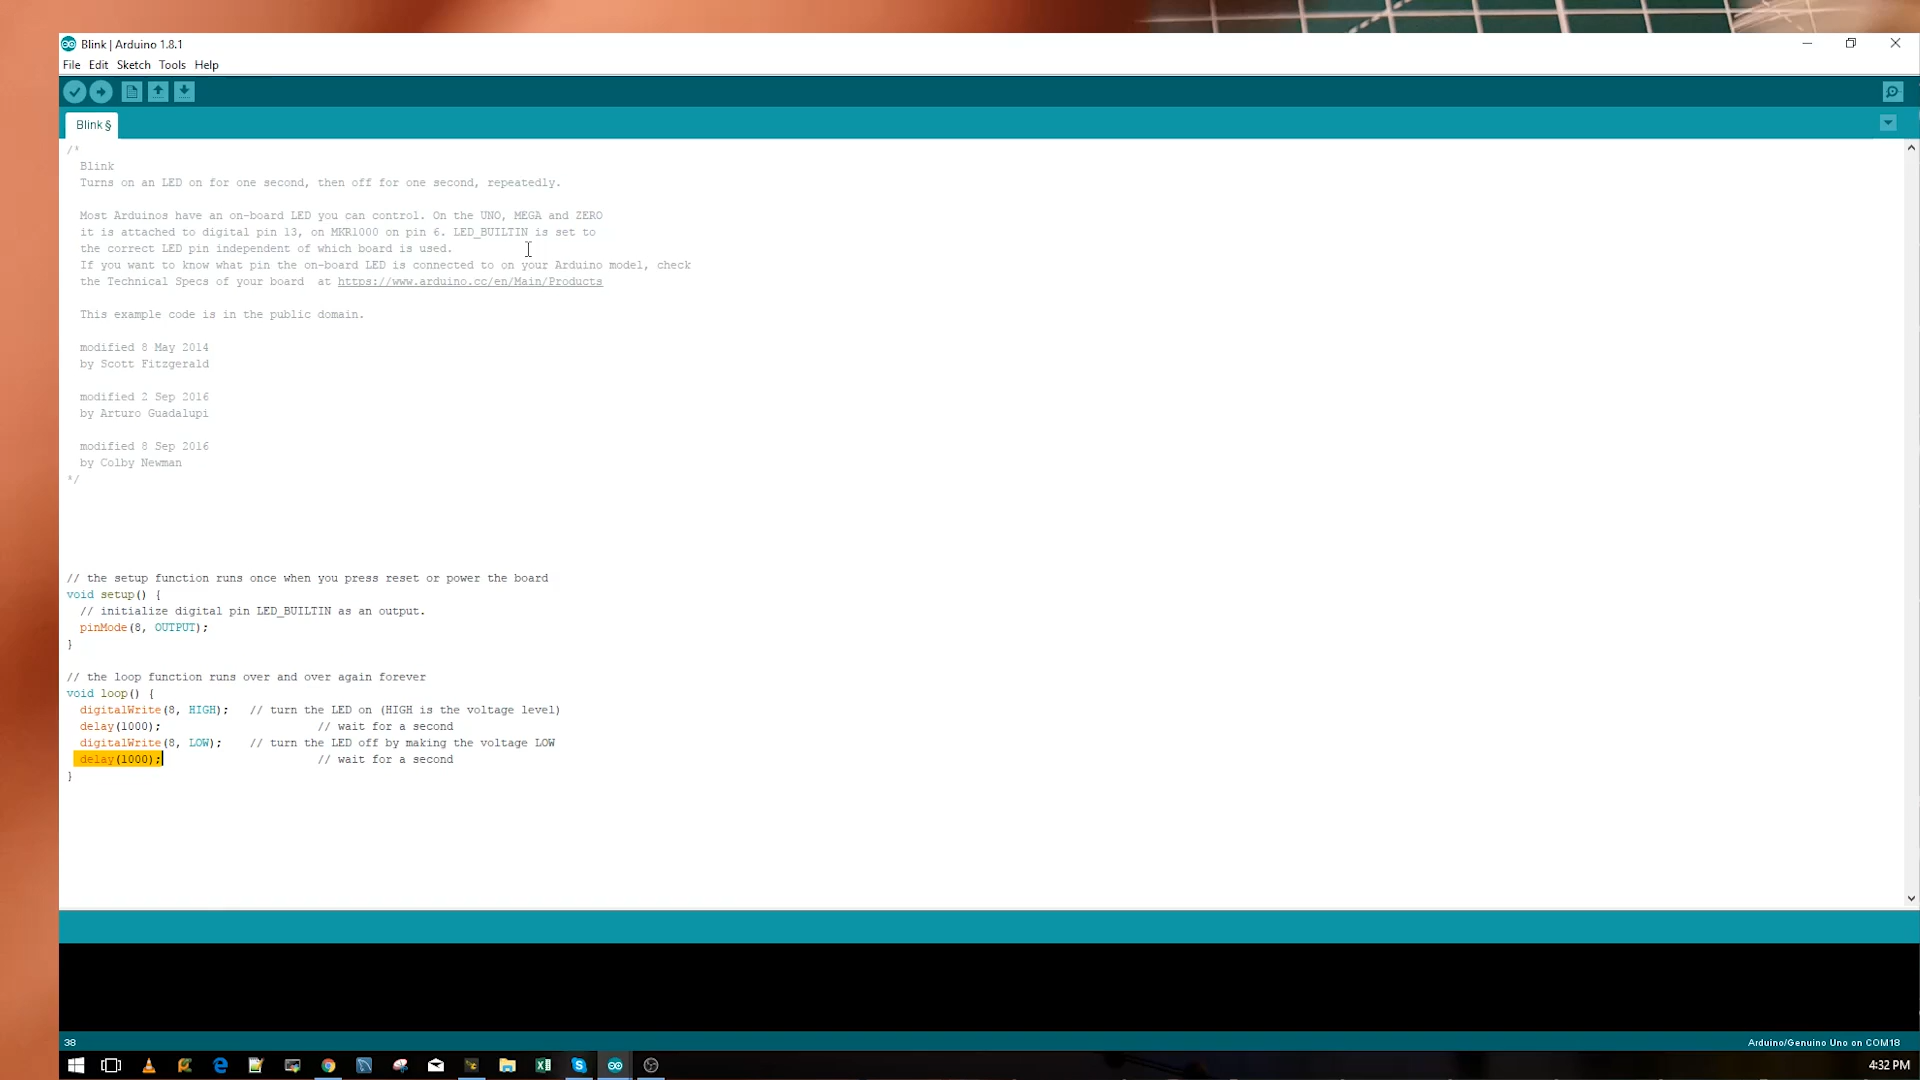 Blink | Arduino 1.8.1
File Edit Sketch Tools Help
Blink §
/*
Blink
Turns on an LED on for one second, then off for one second, repeatedly.
Most Arduinos have an on-board LED you can control. On the UNO, MEGA and ZERO
it is attached to digital pin 13, on MKR1000 on pin 6. LED_BUILTIN is set to
the correct LED pin independent of which board is used.
If you want to know what pin the on-board LED is connected to on your Arduino model, check
the Technical Specs of your board  at https://www.arduino.cc/en/Main/Products
This example code is in the public domain.
modified 8 May 2014
by Scott Fitzgerald
modified 2 Sep 2016
by Arturo Guadalupi
modified 8 Sep 2016
by Colby Newman
*/
// the setup function runs once when you press reset or power the board
void setup() {
// initialize digital pin LED_BUILTIN as an output.
pinMode(8, OUTPUT);
}
// the loop function runs over and over again forever
void loop() {
digitalWrite(8, HIGH);   // turn the LED on (HIGH is the voltage level)
delay(1000);                       // wait for a second
digitalWrite(8, LOW);    // turn the LED off by making the voltage LOW
delay(1000);                       // wait for a second
}
38
Arduino/Genuino Uno on COM18
4:32 PM